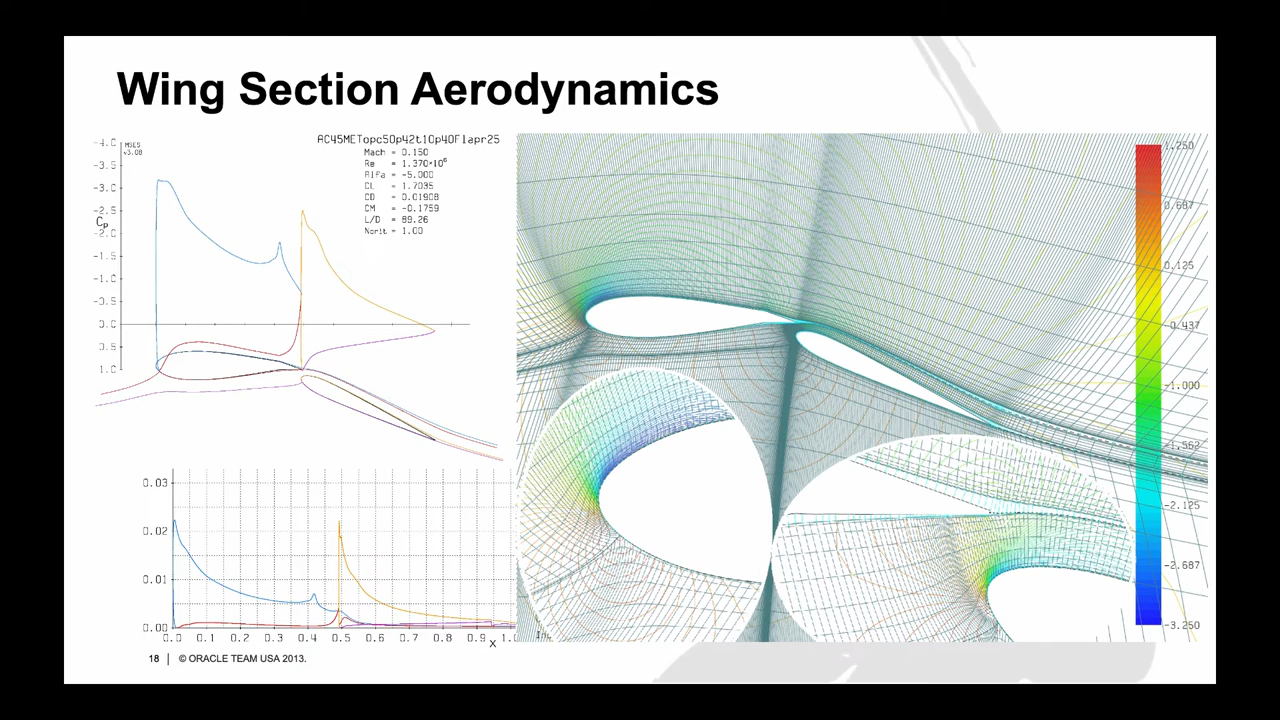 Wing Section Aerodynamics
MSES
v3.08
AC45METopc50p42t10p40Flapr25
Mach = 0.150
Re = 1.370×10⁶
Alfa = -5.000
CL = 1.7035
CD = 0.01908
CM = -0.1759
L/D = 89.26
Ncrit = 1.00
-4.0
-3.5
-3.0
-2.5
Cp
-2.0
-1.5
-1.0
-0.5
0.0
0.5
1.0
0.03
0.02
0.01
0.00
0.0 0.1 0.2 0.3 0.4 0.5 0.6 0.7 0.8 0.9
X
1.250
0.687
0.125
-0.437
-1.000
-1.562
-2.125
-2.687
-3.250
18 | © ORACLE TEAM USA 2013.